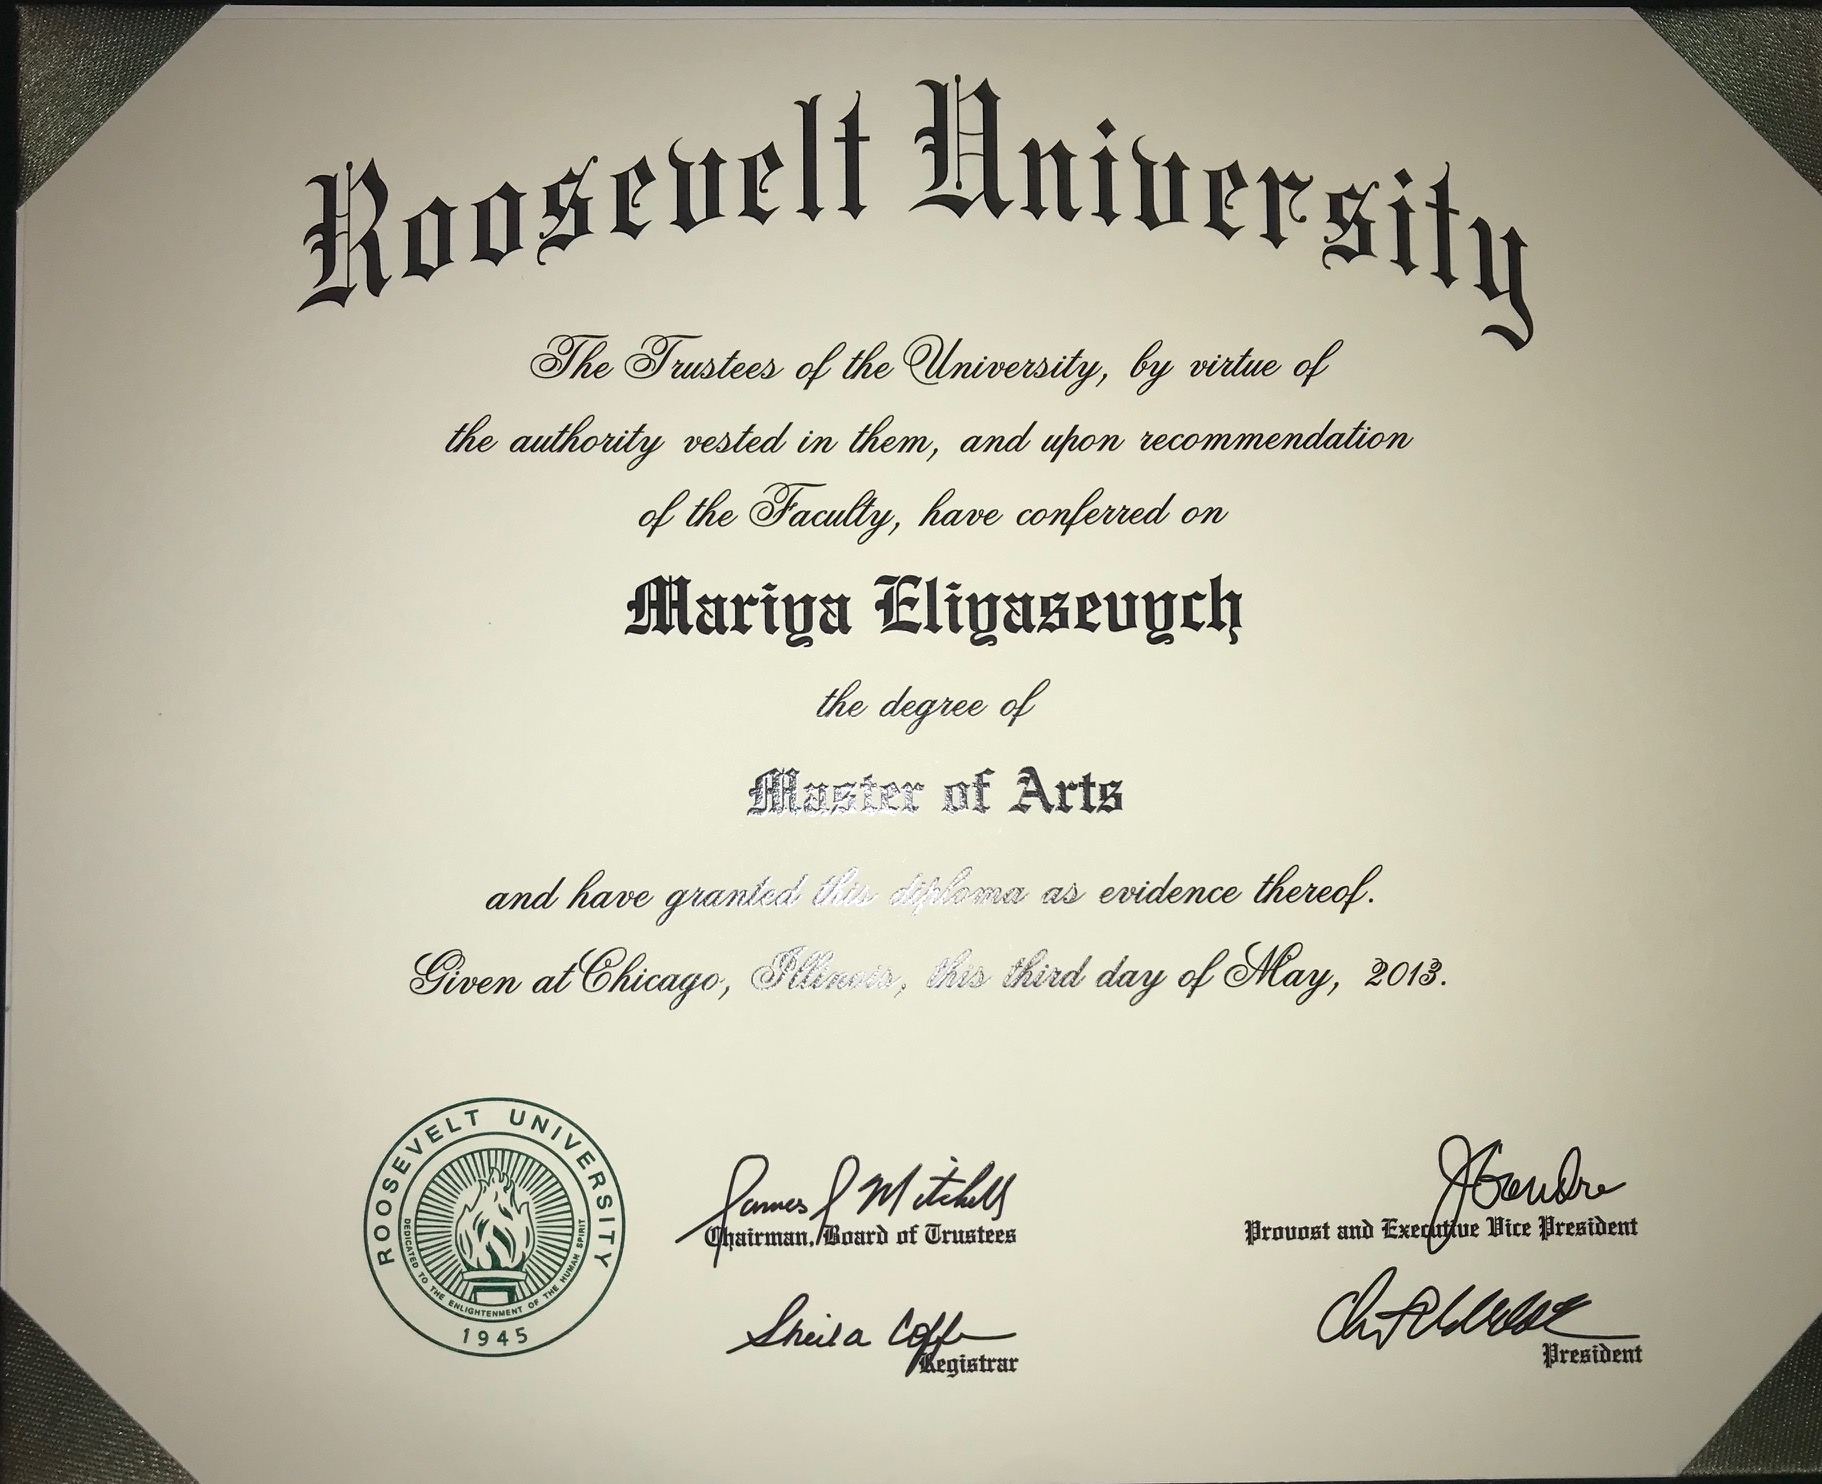 Roosevelt University
The Trustees of the University, by virtue of
the authority vested in them, and upon recommendation
of the Faculty, have conferred on
Mariya Eliyasevych
the degree of
Master of Arts
and have granted this diploma as evidence thereof.
Given at Chicago, Illinois, this third day of May, 2013.
ROOSEVELT UNIVERSITY
DEDICATED TO THE ENLIGHTENMENT OF THE HUMAN SPIRIT
1945
James J Mitchell
Chairman, Board of Trustees
Provost and Executive Vice President
Sheila Coffin
Registrar
President